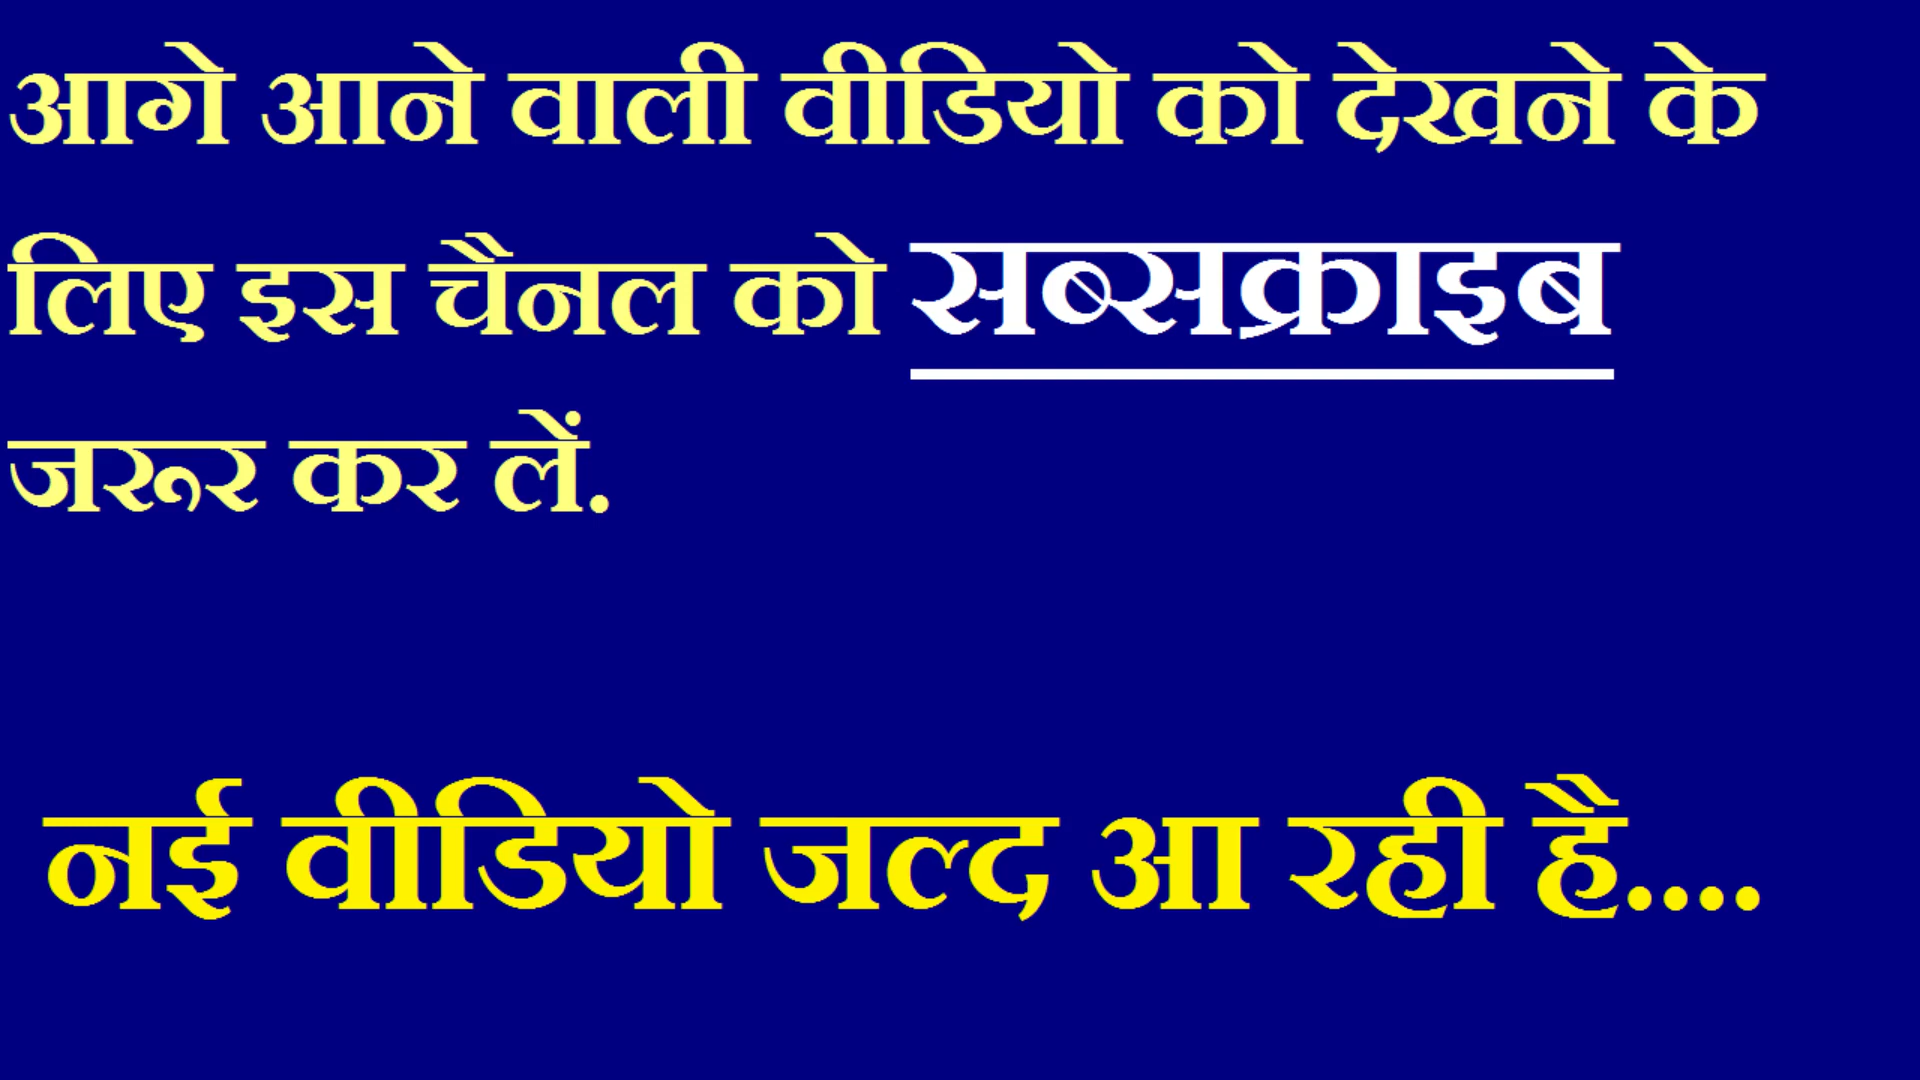 आगे आने वाली वीडियो को देखने के
लिए इस चैनल को सब्सक्राइब
जरूर कर लें.
नई वीडियो जल्द आ रही है....